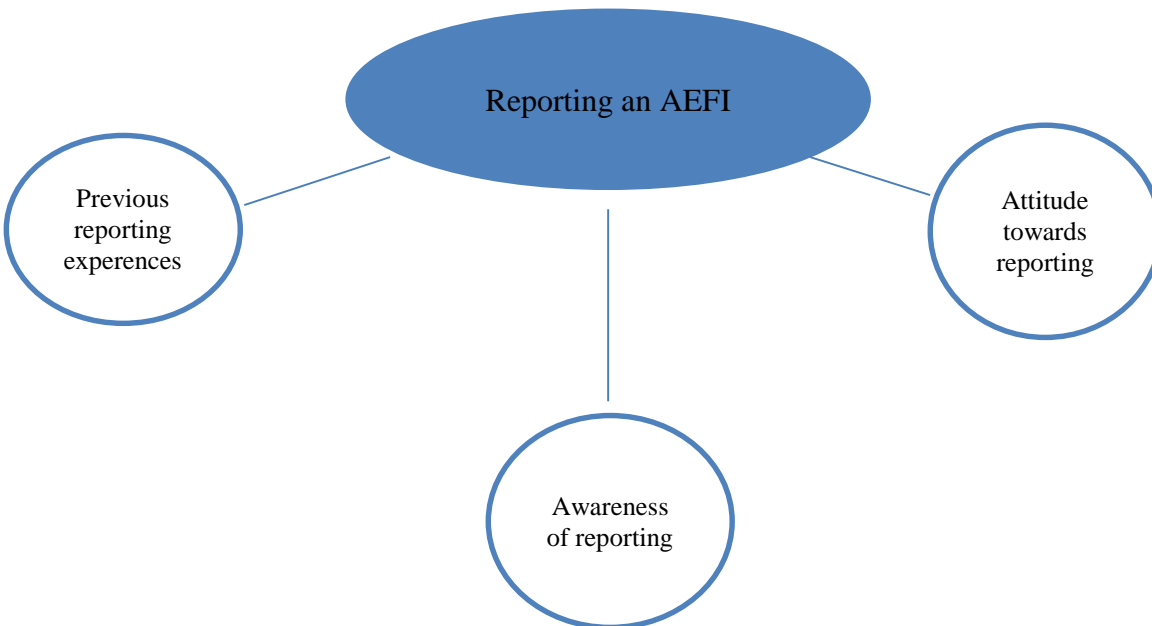 Reporting an AEFI
Previous
reporting
experences
Attitude
towards
reporting
Awareness
of reporting